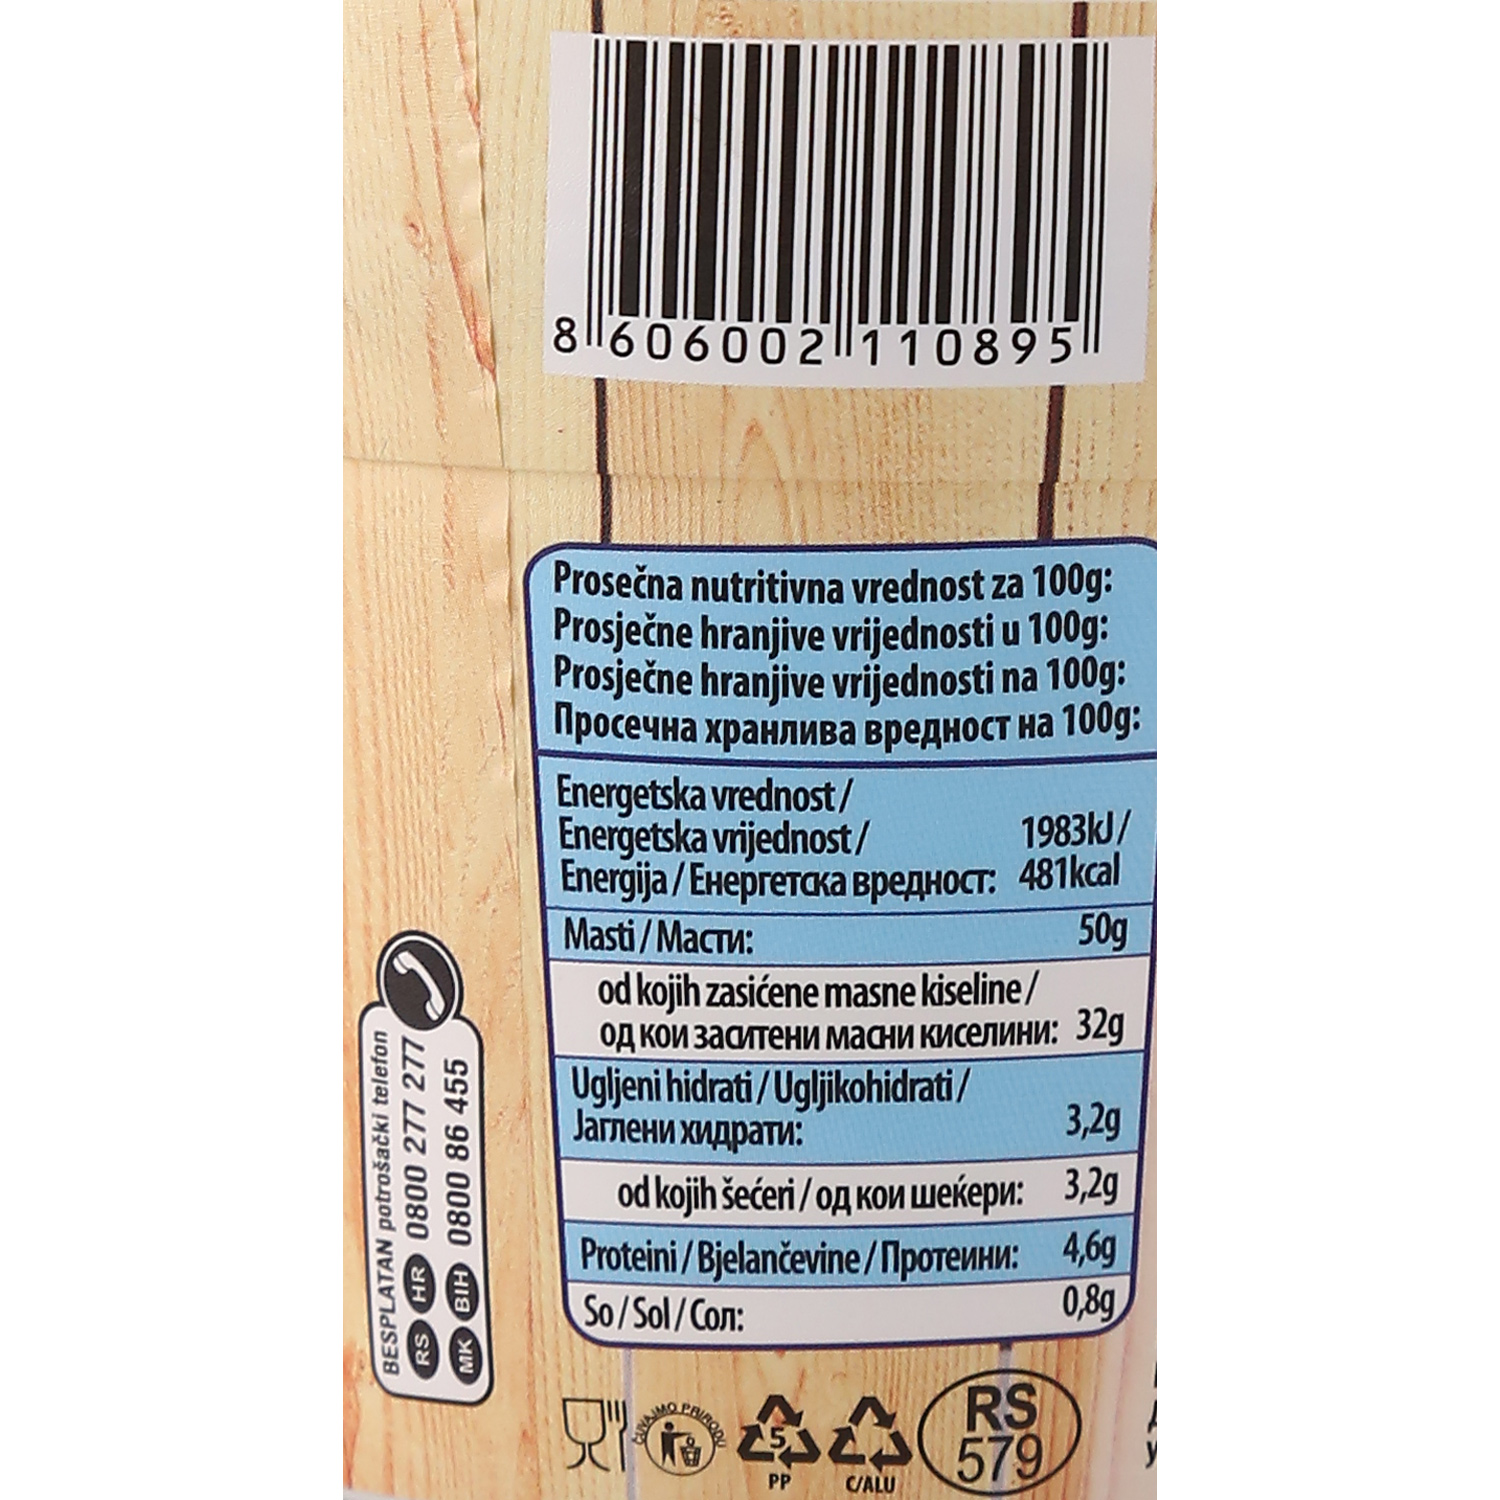 8 606002 110895
Prosečna nutritivna vrednost za 100g:
Prosječne hranjive vrijednosti u 100g:
Prosječne hranjive vrijednosti na 100g:
Просечна хранлива вредност на 100g:
Energetska vrednost /
Energetska vrijednost / 1983kJ /
Energija / Енергетска вредност: 481kcal
Masti / Масти: 50g
od kojih zasićene masne kiseline /
од кои заситени масни киселини: 32g
Ugljeni hidrati / Ugljikohidrati /
Јаглени хидрати: 3,2g
od kojih šećeri / од кои шеќери: 3,2g
Proteini / Bjelančevine / Протеини: 4,6g
So / Sol / Сол: 0,8g
BESPLATAN potrošački telefon
RS HR 0800 277 277
MK BIH 0800 86 455
ČUVAJMO PRIRODU
5
PP
C/ALU
RS
579